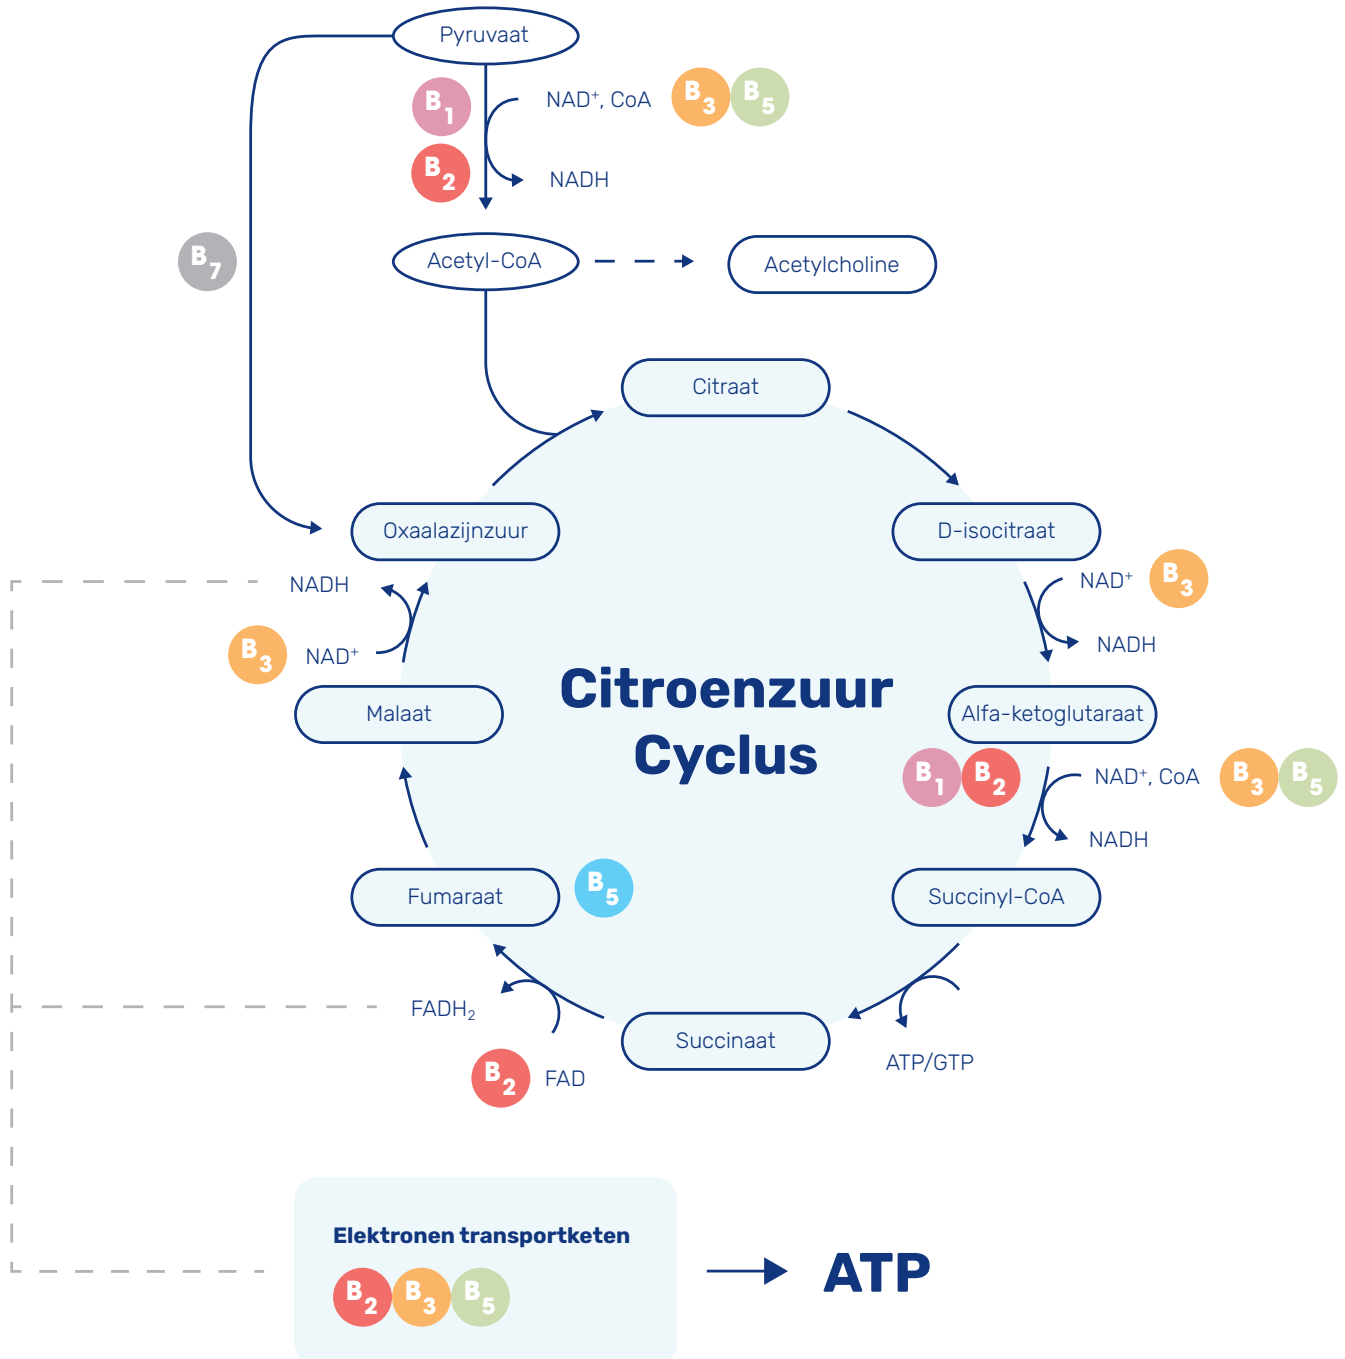 Pyruvaat
B1
NAD⁺, CoA
B3 B5
B2
NADH
B7
Acetyl-CoA
Acetylcholine
Citraat
Oxaalazijnzuur
D-isocitraat
NADH
NAD⁺
B3
B3
NAD⁺
NADH
Citroenzuur
Cyclus
Malaat
Alfa-ketoglutaraat
B1 B2
NAD⁺, CoA
B3 B5
NADH
Fumaraat
B5
Succinyl-CoA
FADH₂
Succinaat
ATP/GTP
B2
FAD
Elektronen transportketen
B2 B3 B5
ATP